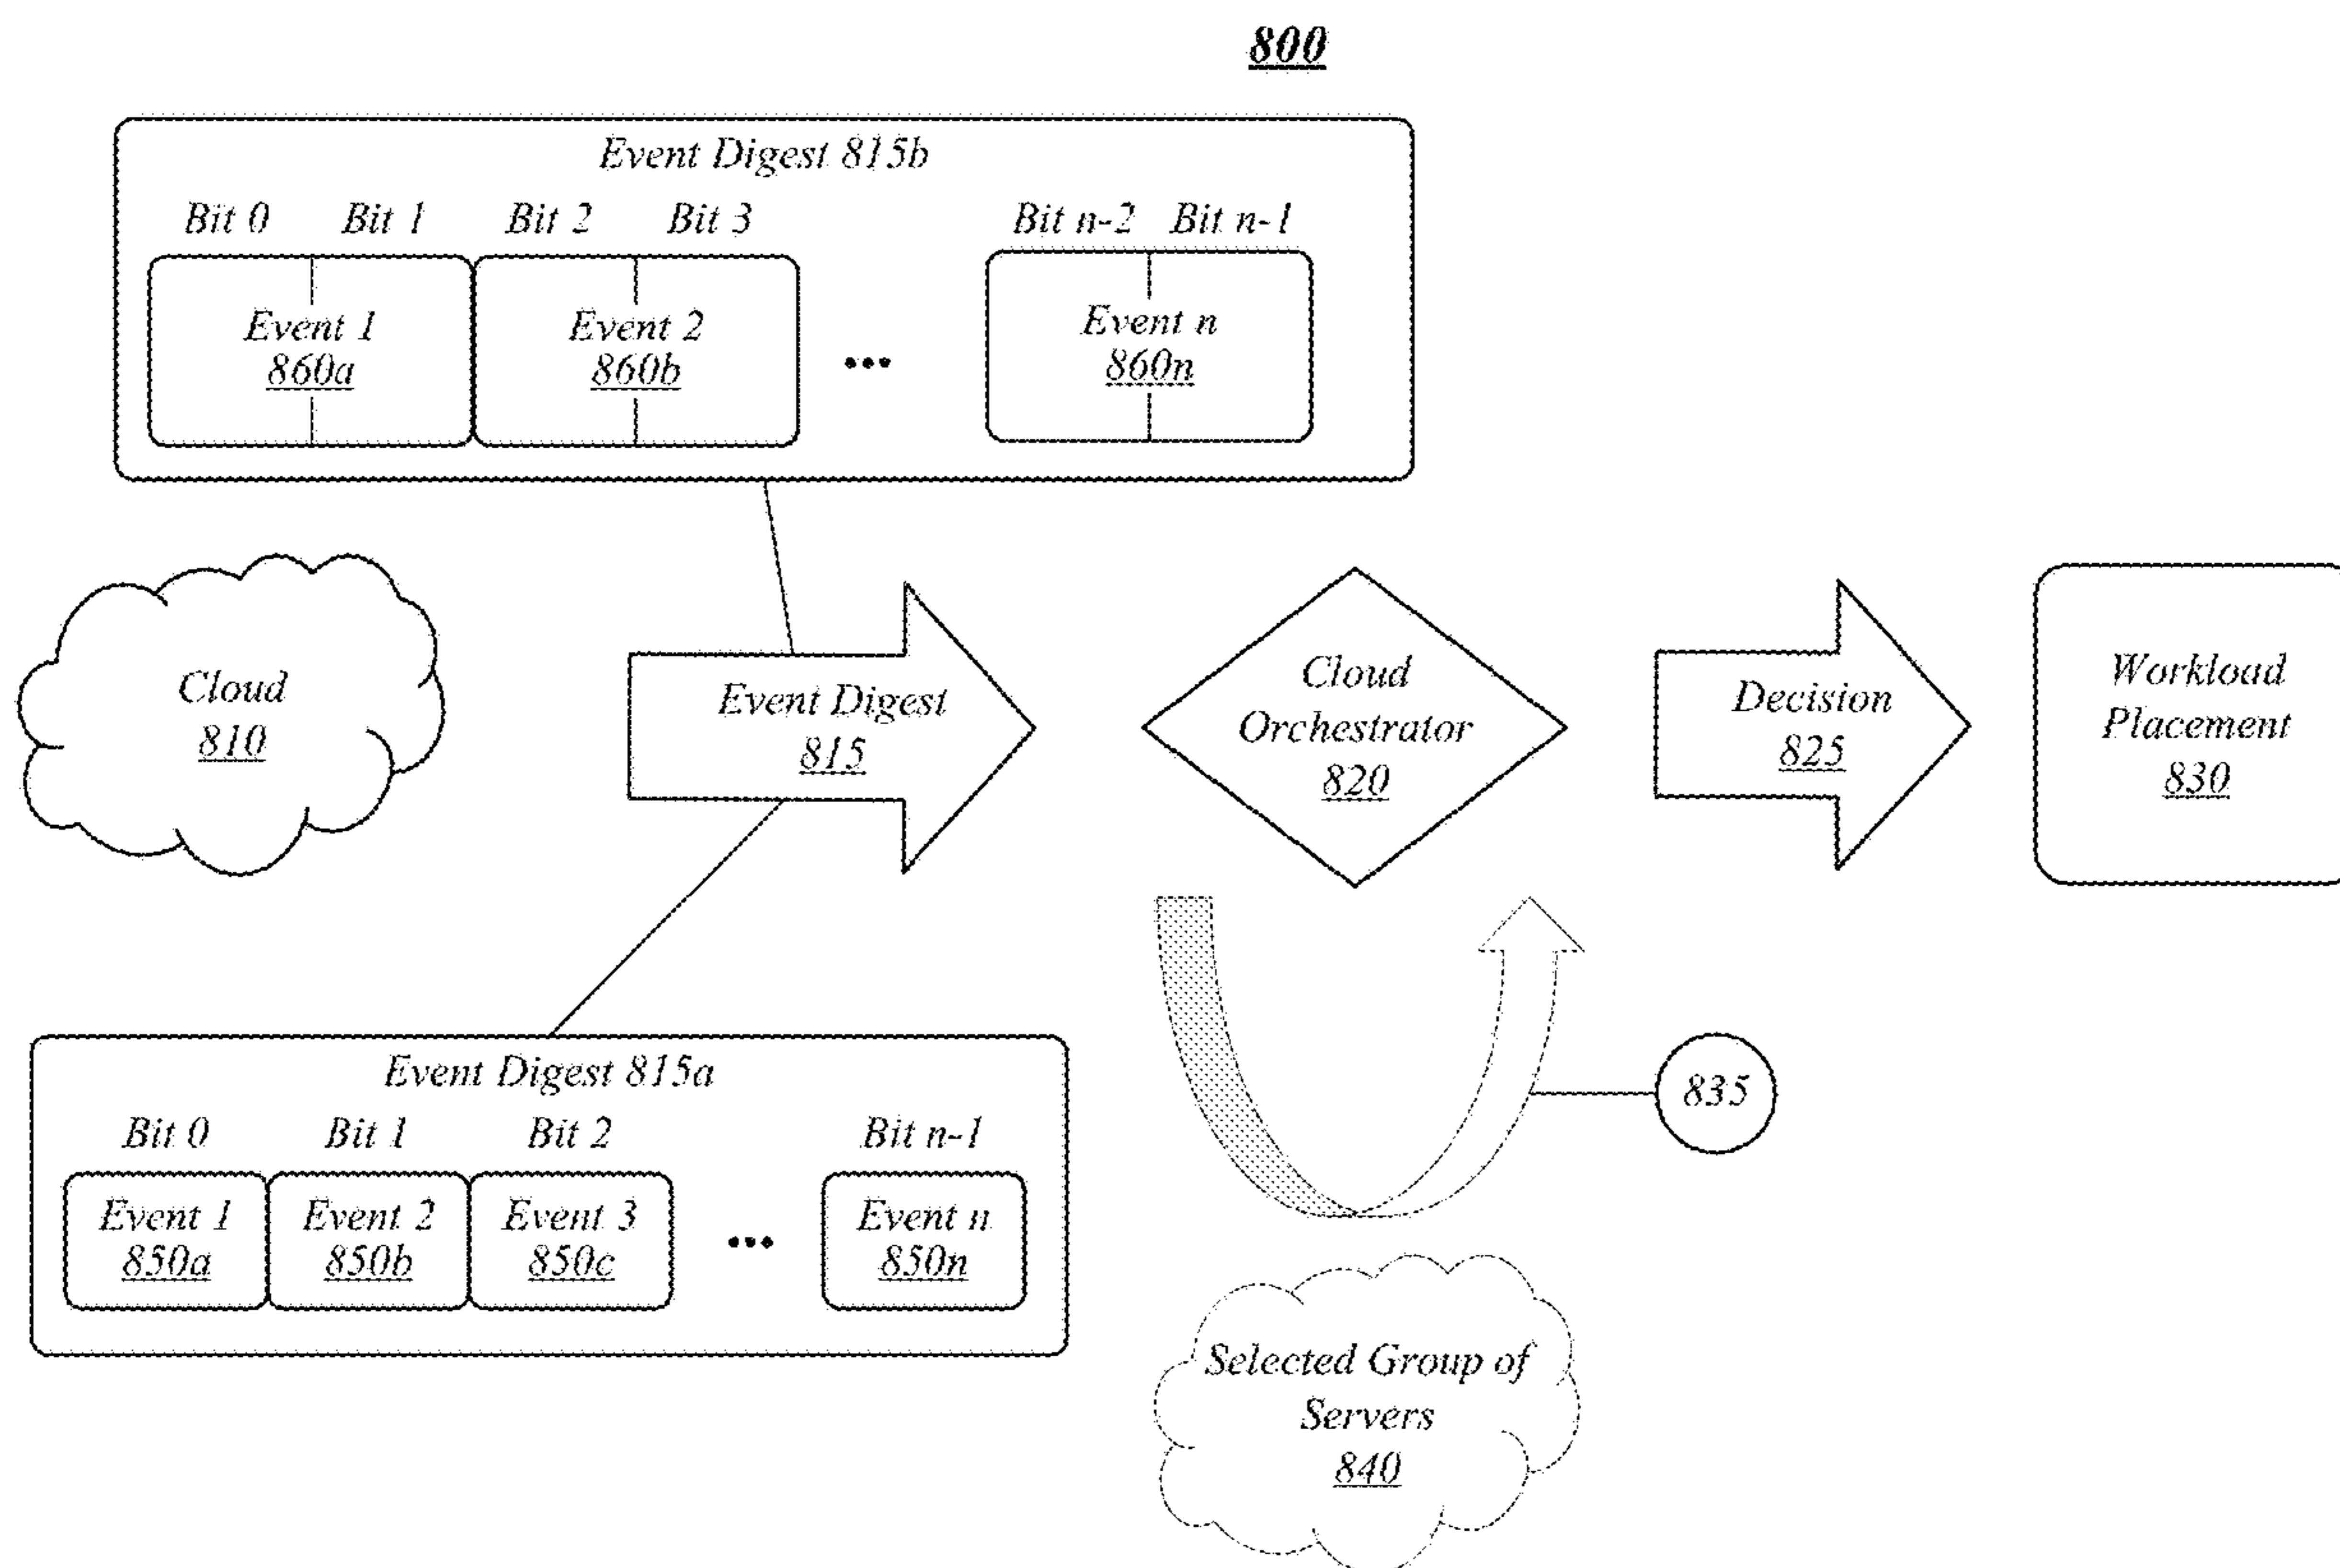 800
Event Digest 815b
Bit 0 Bit 1 Bit 2 Bit 3 Bit n-2 Bit n-1
Event 1
860a
Event 2
860b
•••
Event n
860n
Cloud
810
Event Digest
815
Cloud
Orchestrator
820
Decision
825
Workload
Placement
830
835
Event Digest 815a
Bit 0 Bit 1 Bit 2 Bit n-1
Event 1
850a
Event 2
850b
Event 3
850c
•••
Event n
850n
Selected Group of
Servers
840